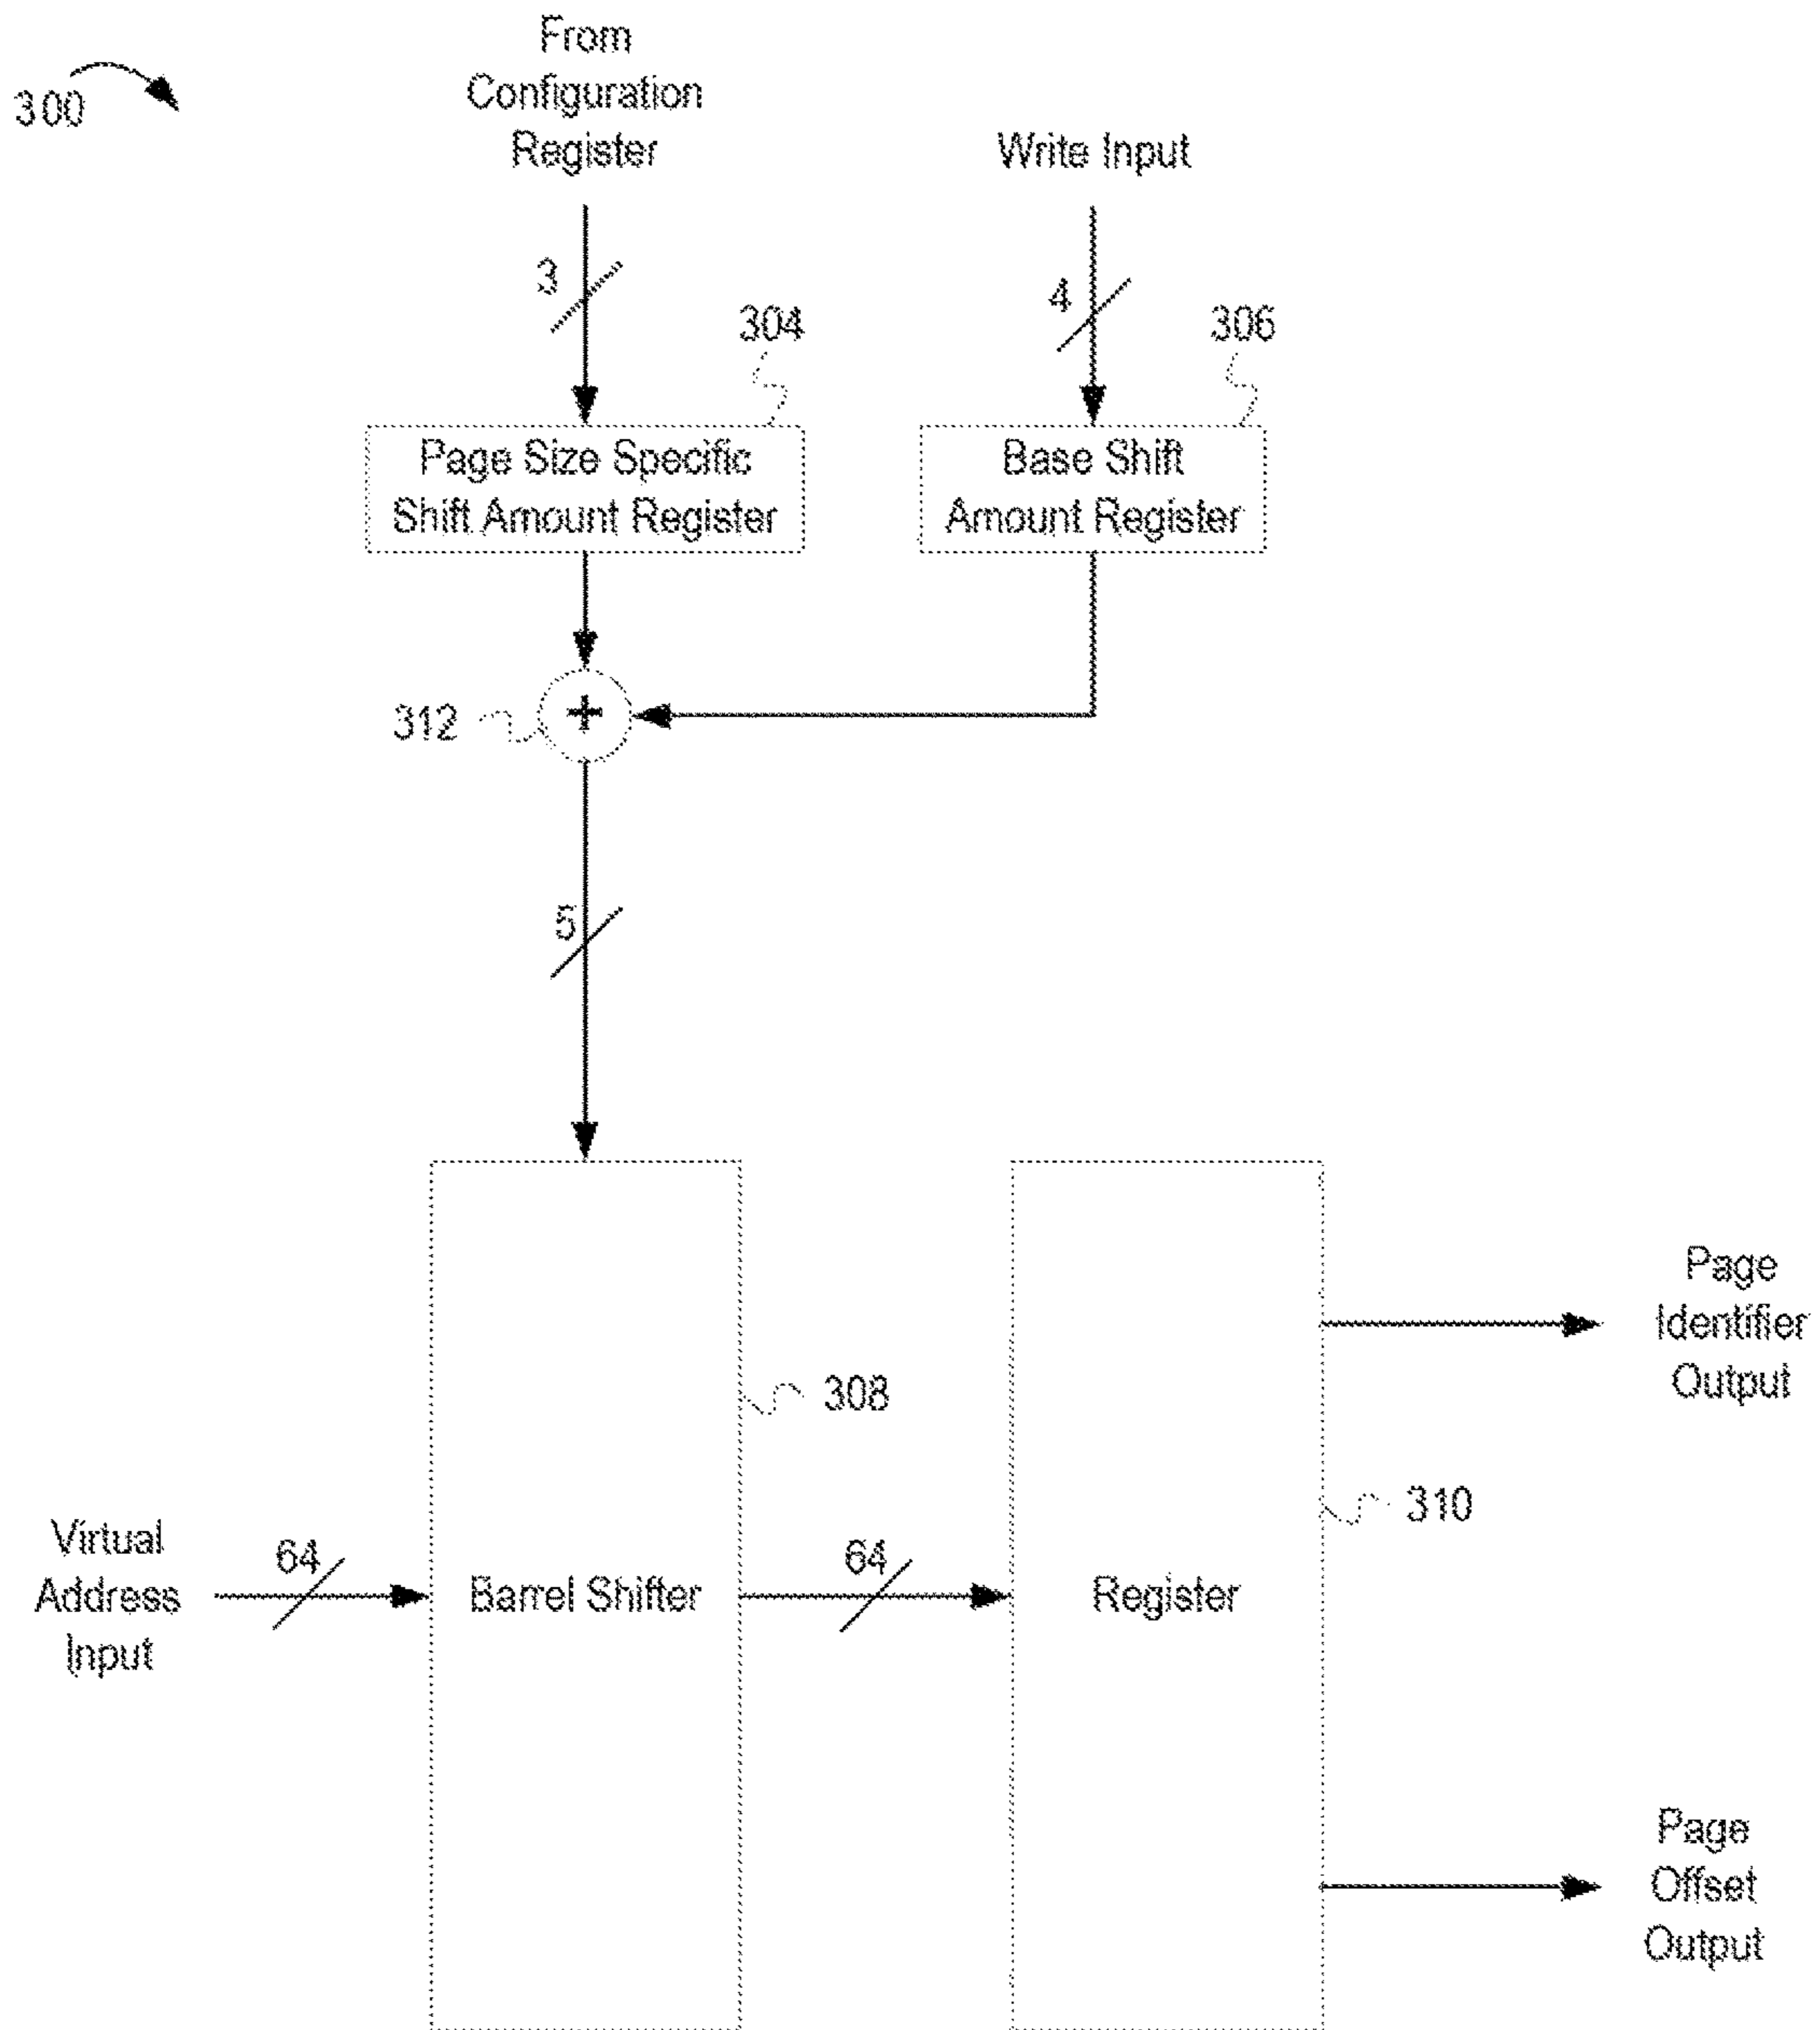 300
From
Configuration
Register
Write Input
3
4
304
306
Page Size Specific
Shift Amount Register
Base Shift
Amount Register
312
+
5
308
310
Page
Identifier
Output
Virtual
Address
Input
64
Barrel Shifter
64
Register
Page
Offset
Output